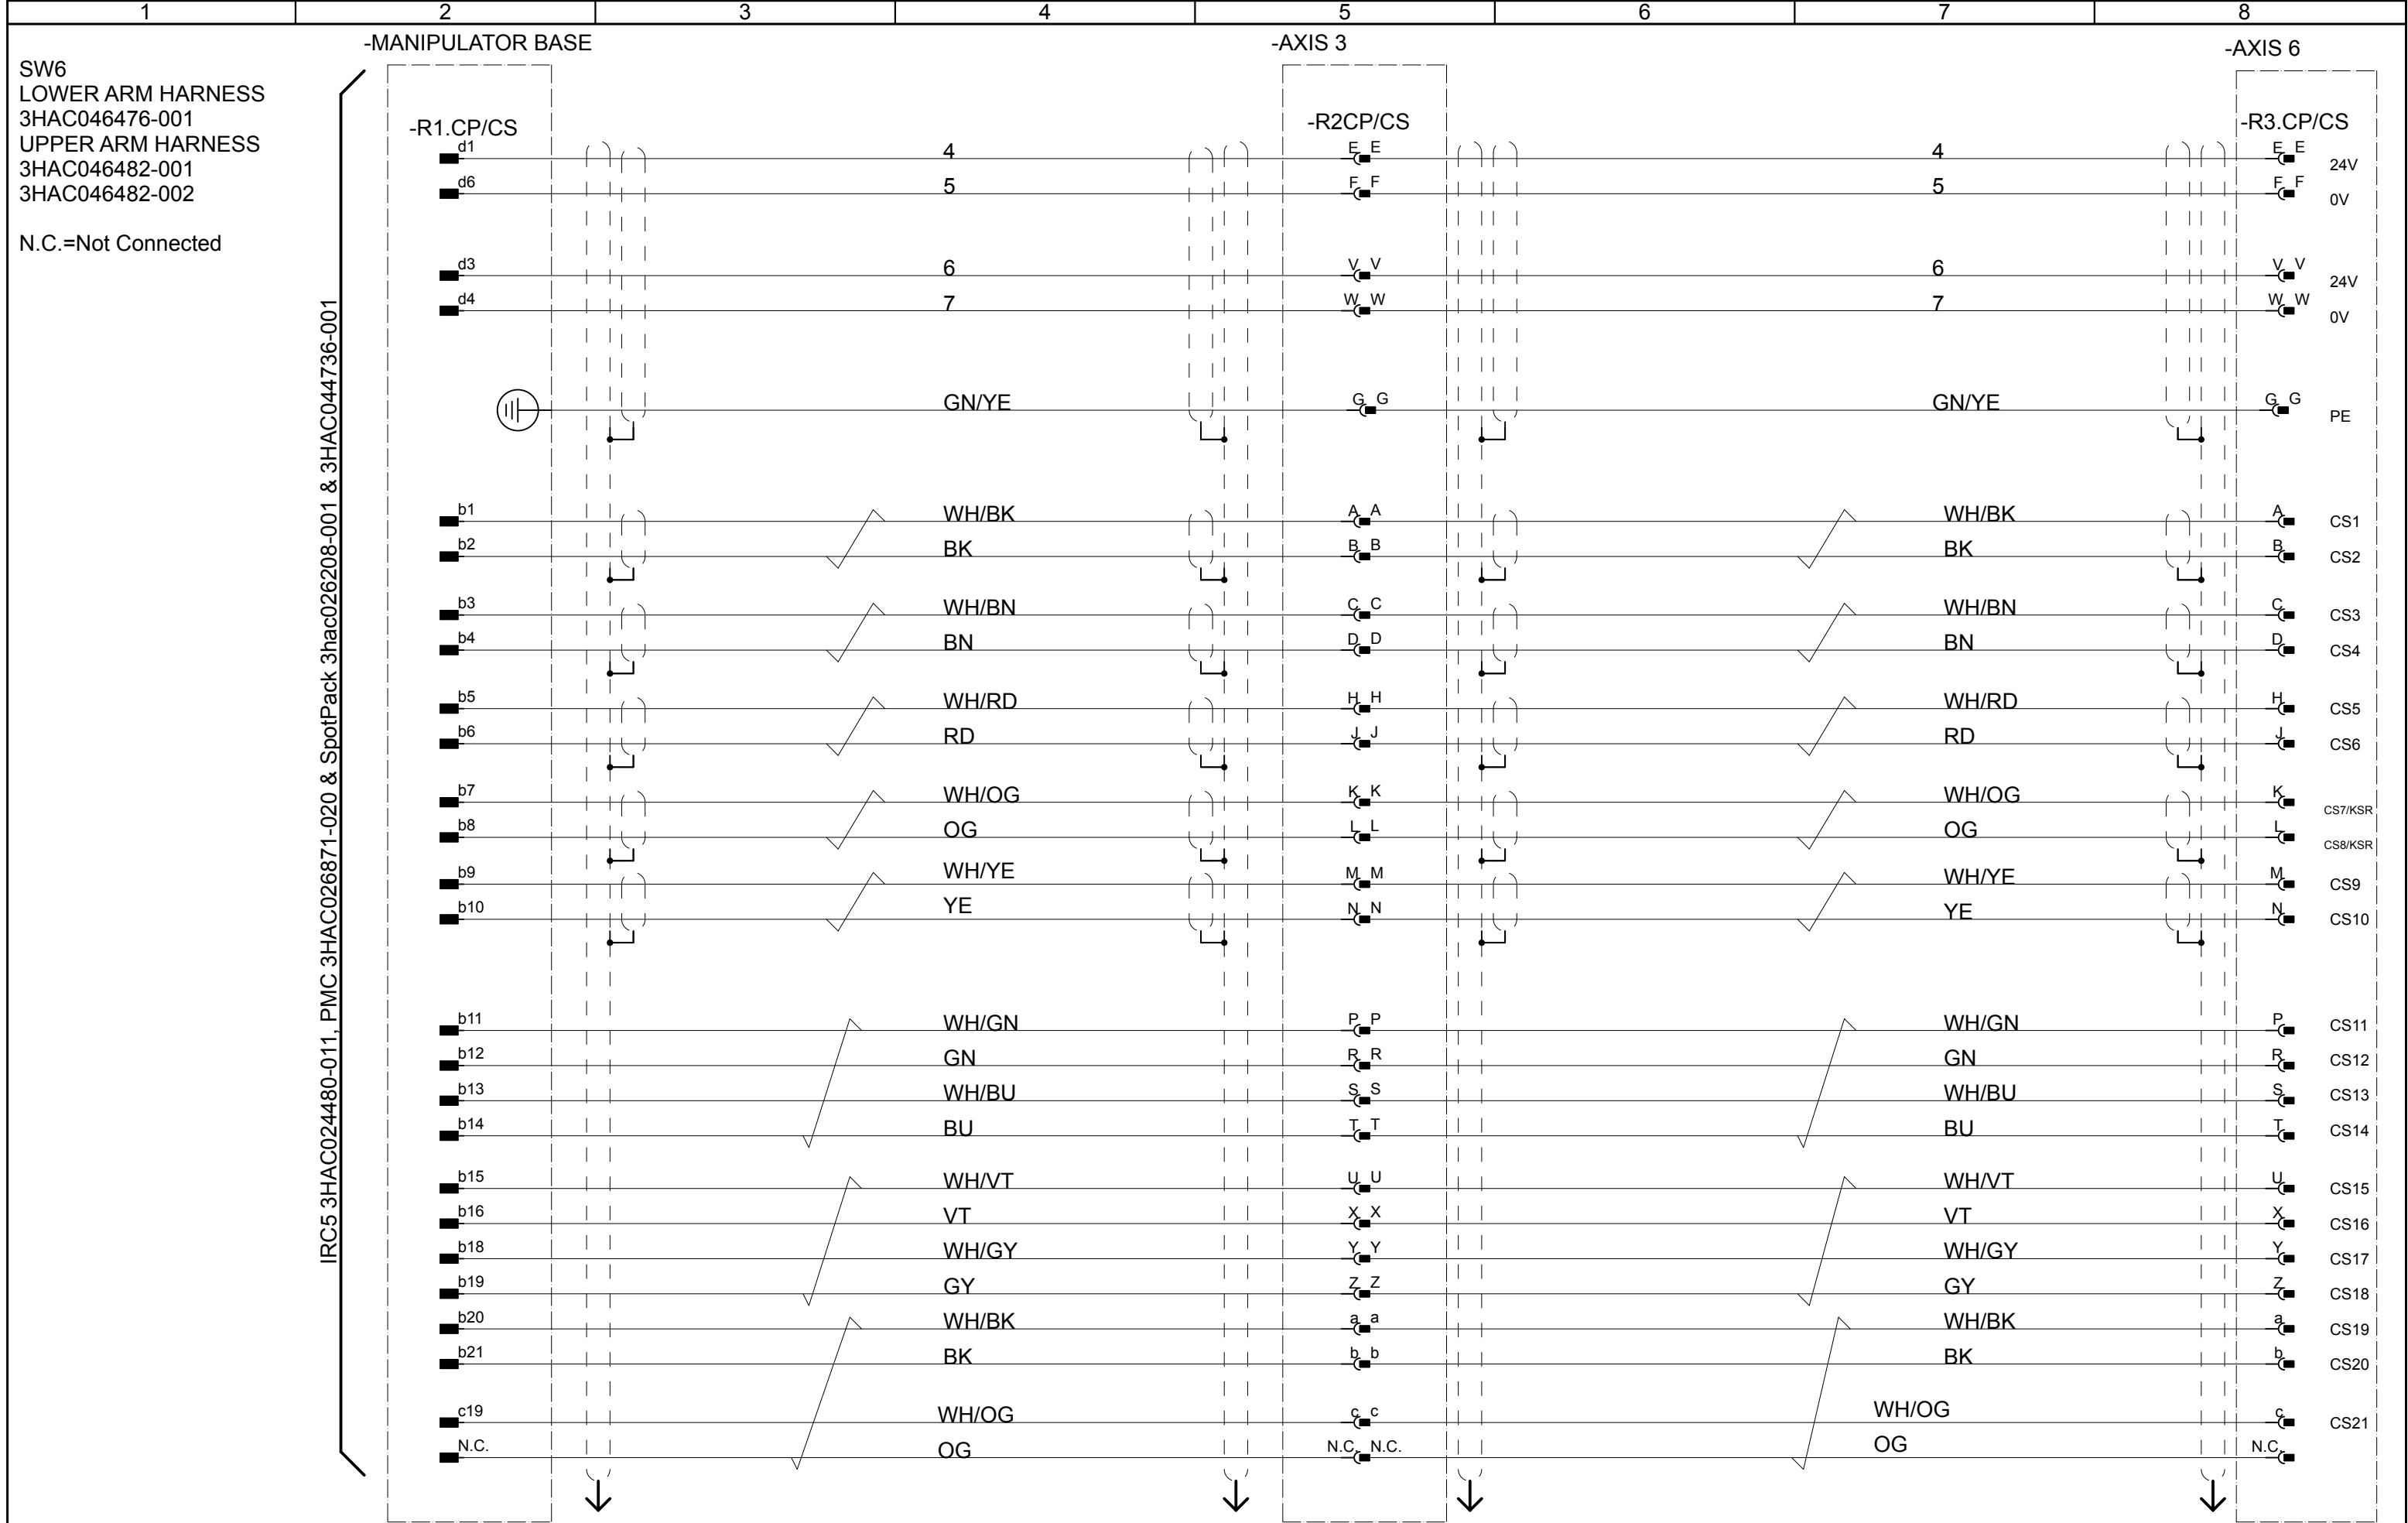 1 2 3 4 5 6 7 8
-MANIPULATOR BASE -AXIS 3 -AXIS 6
SW6
LOWER ARM HARNESS
3HAC046476-001
UPPER ARM HARNESS
3HAC046482-001
3HAC046482-002
N.C.=Not Connected
IRC5 3HAC024480-011, PMC 3HAC026871-020 & SpotPack 3hac026208-001 & 3HAC044736-001
-R1.CP/CS -R2CP/CS -R3.CP/CS
d1 4 E E 4 E E 24V
d6 5 F F 5 F F 0V
d3 6 V V 6 V V 24V
d4 7 W W 7 W W 0V
GN/YE G G GN/YE G G PE
b1 WH/BK A A WH/BK A CS1
b2 BK B B BK B CS2
b3 WH/BN C C WH/BN C CS3
b4 BN D D BN D CS4
b5 WH/RD H H WH/RD H CS5
b6 RD J J RD J CS6
b7 WH/OG K K WH/OG K CS7/KSR
b8 OG L L OG L CS8/KSR
b9 WH/YE M M WH/YE M CS9
b10 YE N N YE N CS10
b11 WH/GN P P WH/GN P CS11
b12 GN R R GN R CS12
b13 WH/BU S S WH/BU S CS13
b14 BU T T BU T CS14
b15 WH/VT U U WH/VT U CS15
b16 VT X X VT X CS16
b18 WH/GY Y Y WH/GY Y CS17
b19 GY Z Z GY Z CS18
b20 WH/BK a a WH/BK a CS19
b21 BK b b BK b CS20
c19 WH/OG c c WH/OG c CS21
N.C. OG N.C. N.C. OG N.C.